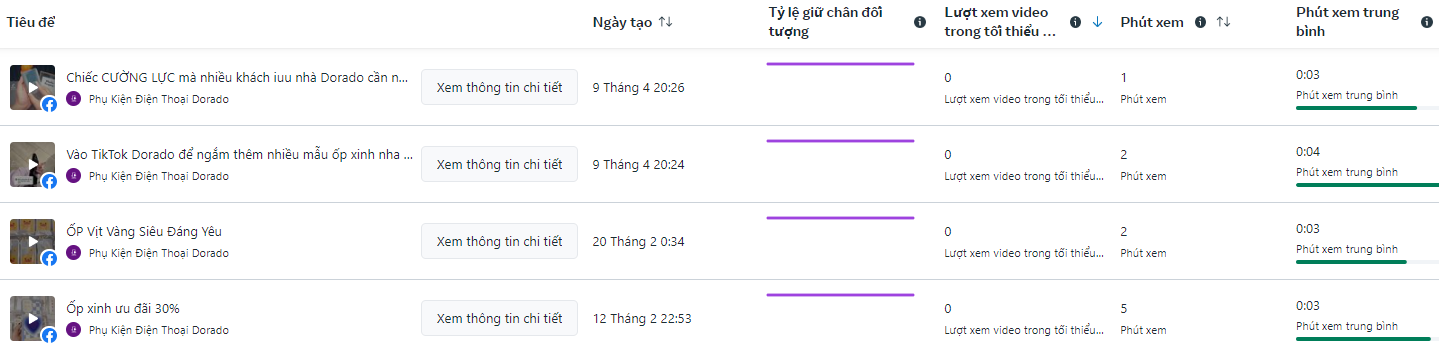 Tiêu đề
Ngày tạo
Tỷ lệ giữ chân đối
tượng
Lượt xem video
trong tối thiểu ...
Phút xem
Phút xem trung
bình
Chiếc CƯỜNG LỰC mà nhiều khách iuu nhà Dorado cần n...
Phụ Kiện Điện Thoại Dorado
Xem thông tin chi tiết
9 Tháng 4 20:26
0
Lượt xem video trong tối thiểu...
1
Phút xem
0:03
Phút xem trung bình
Vào TikTok Dorado để ngắm thêm nhiều mẫu ốp xinh nha ...
Phụ Kiện Điện Thoại Dorado
Xem thông tin chi tiết
9 Tháng 4 20:24
0
Lượt xem video trong tối thiểu...
2
Phút xem
0:04
Phút xem trung bình
ỐP Vịt Vàng Siêu Đáng Yêu
Phụ Kiện Điện Thoại Dorado
Xem thông tin chi tiết
20 Tháng 2 0:34
0
Lượt xem video trong tối thiểu...
2
Phút xem
0:03
Phút xem trung bình
Ốp xinh ưu đãi 30%
Phụ Kiện Điện Thoại Dorado
Xem thông tin chi tiết
12 Tháng 2 22:53
0
Lượt xem video trong tối thiểu...
5
Phút xem
0:03
Phút xem trung bình